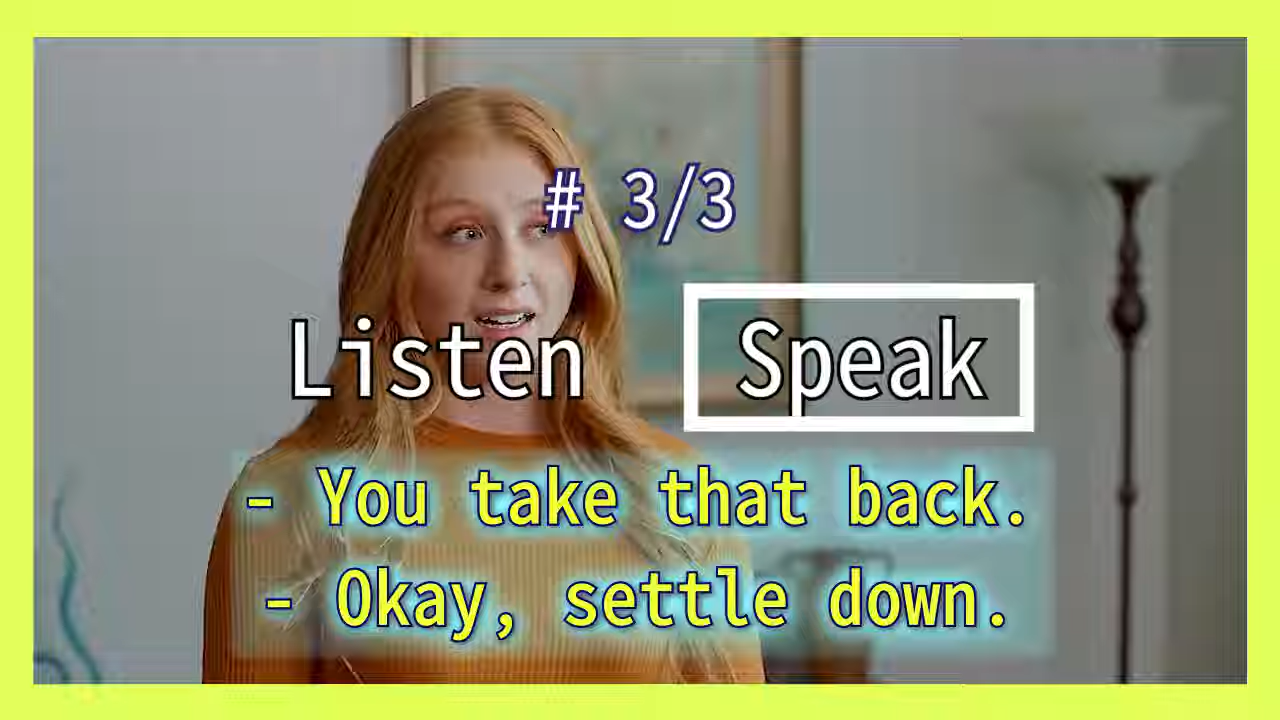 # 3/3
Listen Speak
- You take that back.
- Okay, settle down.